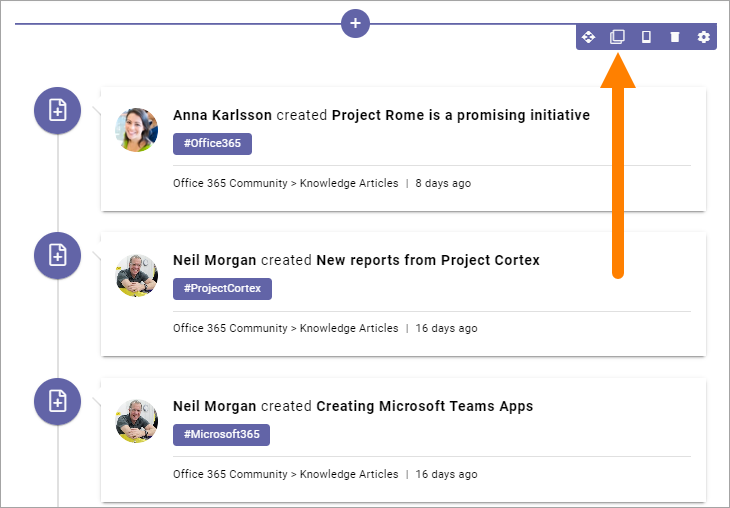 Anna Karlsson created Project Rome is a promising initiative
#Office365
Office 365 Community > Knowledge Articles | 8 days ago
Neil Morgan created New reports from Project Cortex
#ProjectCortex
Office 365 Community > Knowledge Articles | 16 days ago
Neil Morgan created Creating Microsoft Teams Apps
#Microsoft365
Office 365 Community > Knowledge Articles | 16 days ago